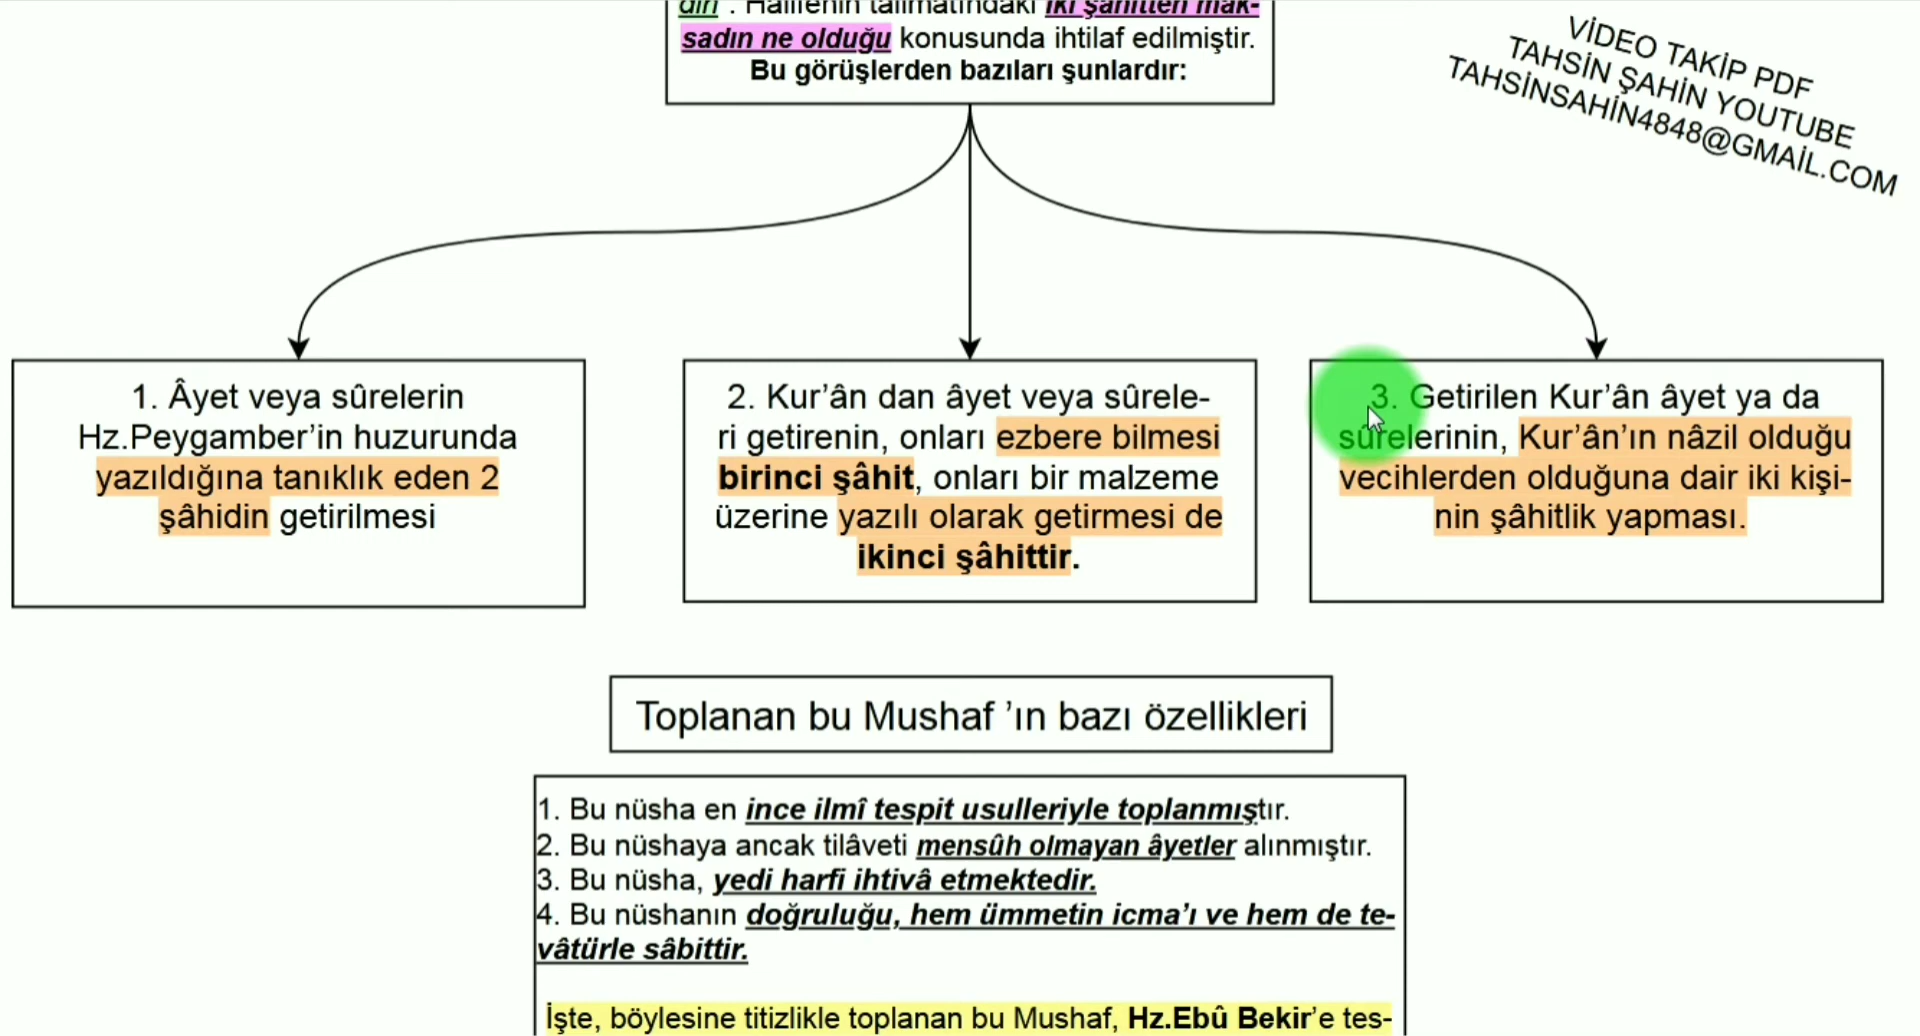 diri". Halifenin talimatındaki iki şahitten mak-
sadın ne olduğu konusunda ihtilaf edilmiştir.
Bu görüşlerden bazıları şunlardır:
VİDEO TAKİP PDF
TAHSİN ŞAHİN YOUTUBE
TAHSİNSAHİN4848@GMAİL.COM
1. Âyet veya sûrelerin
Hz.Peygamber’in huzurunda
yazıldığına tanıklık eden 2
şâhidin getirilmesi
2. Kur’ân dan âyet veya sûrele-
ri getirenin, onları ezbere bilmesi
birinci şâhit, onları bir malzeme
üzerine yazılı olarak getirmesi de
ikinci şâhittir.
3. Getirilen Kur’ân âyet ya da
sûrelerinin, Kur’ân’ın nâzil olduğu
vecihlerden olduğuna dair iki kişi-
nin şâhitlik yapması.
Toplanan bu Mushaf ’ın bazı özellikleri
1. Bu nüsha en ince ilmî tespit usulleriyle toplanmıştır.
2. Bu nüshaya ancak tilâveti mensûh olmayan âyetler alınmıştır.
3. Bu nüsha, yedi harfi ihtivâ etmektedir.
4. Bu nüshanın doğruluğu, hem ümmetin icma’ı ve hem de te-
vâtürle sâbittir.
İşte, böylesine titizlikle toplanan bu Mushaf, Hz.Ebû Bekir’e tes-